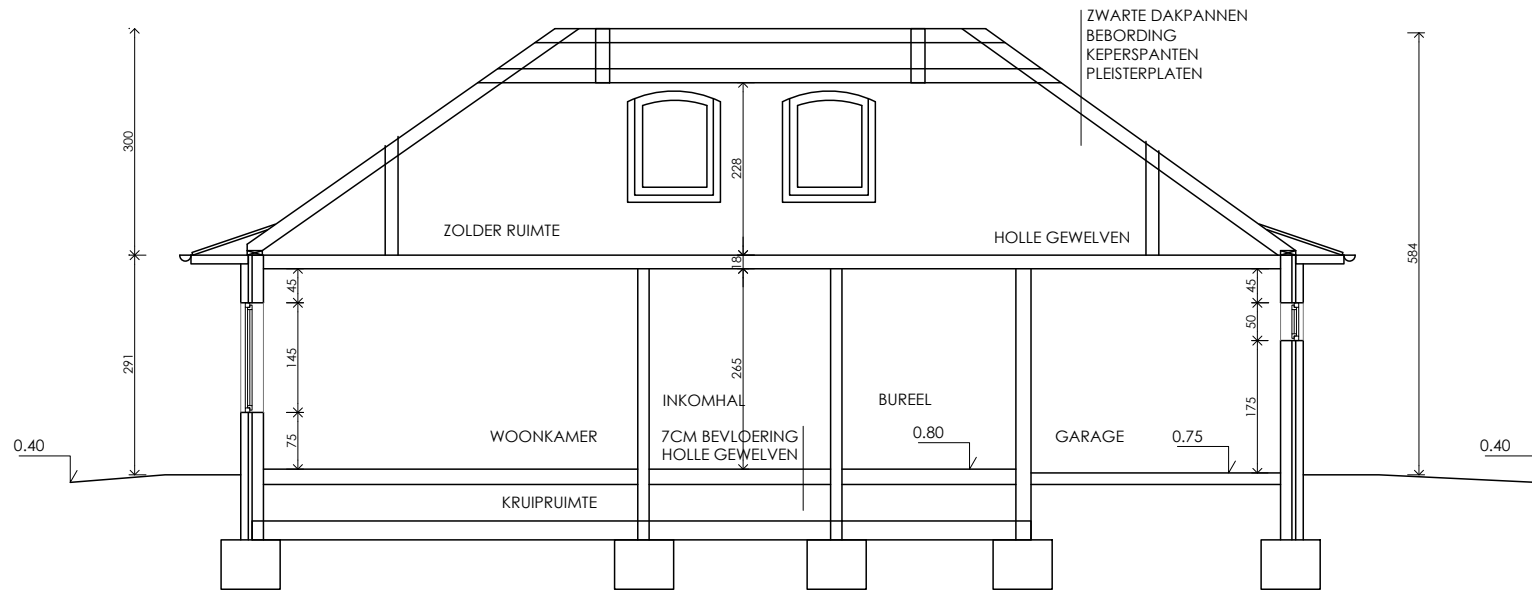 ZWARTE DAKPANNEN
BEBORDING
KEPERSPANTEN
PLEISTERPLATEN
300
228
584
ZOLDER RUIMTE
HOLLE GEWELVEN
18
45
45
50
291
145
265
175
INKOMHAL
BUREEL
0.40
75
WOONKAMER
7CM BEVLOERING
HOLLE GEWELVEN
0.80
GARAGE
0.75
0.40
KRUIPRUIMTE